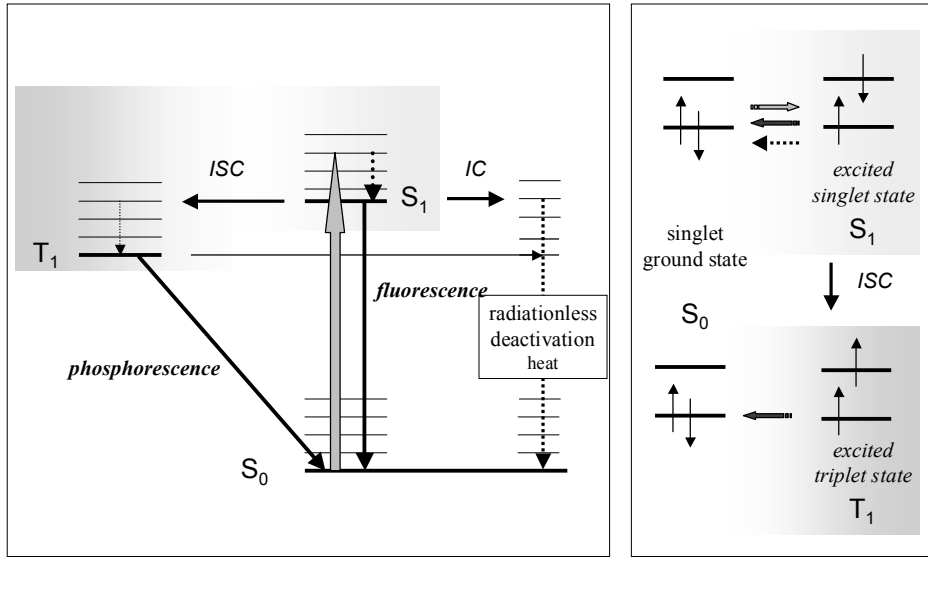 ISC
IC
S1
T1
fluorescence
radiationless
deactivation
heat
phosphorescence
S0
excited
singlet state
S1
singlet
ground state
ISC
S0
excited
triplet state
T1